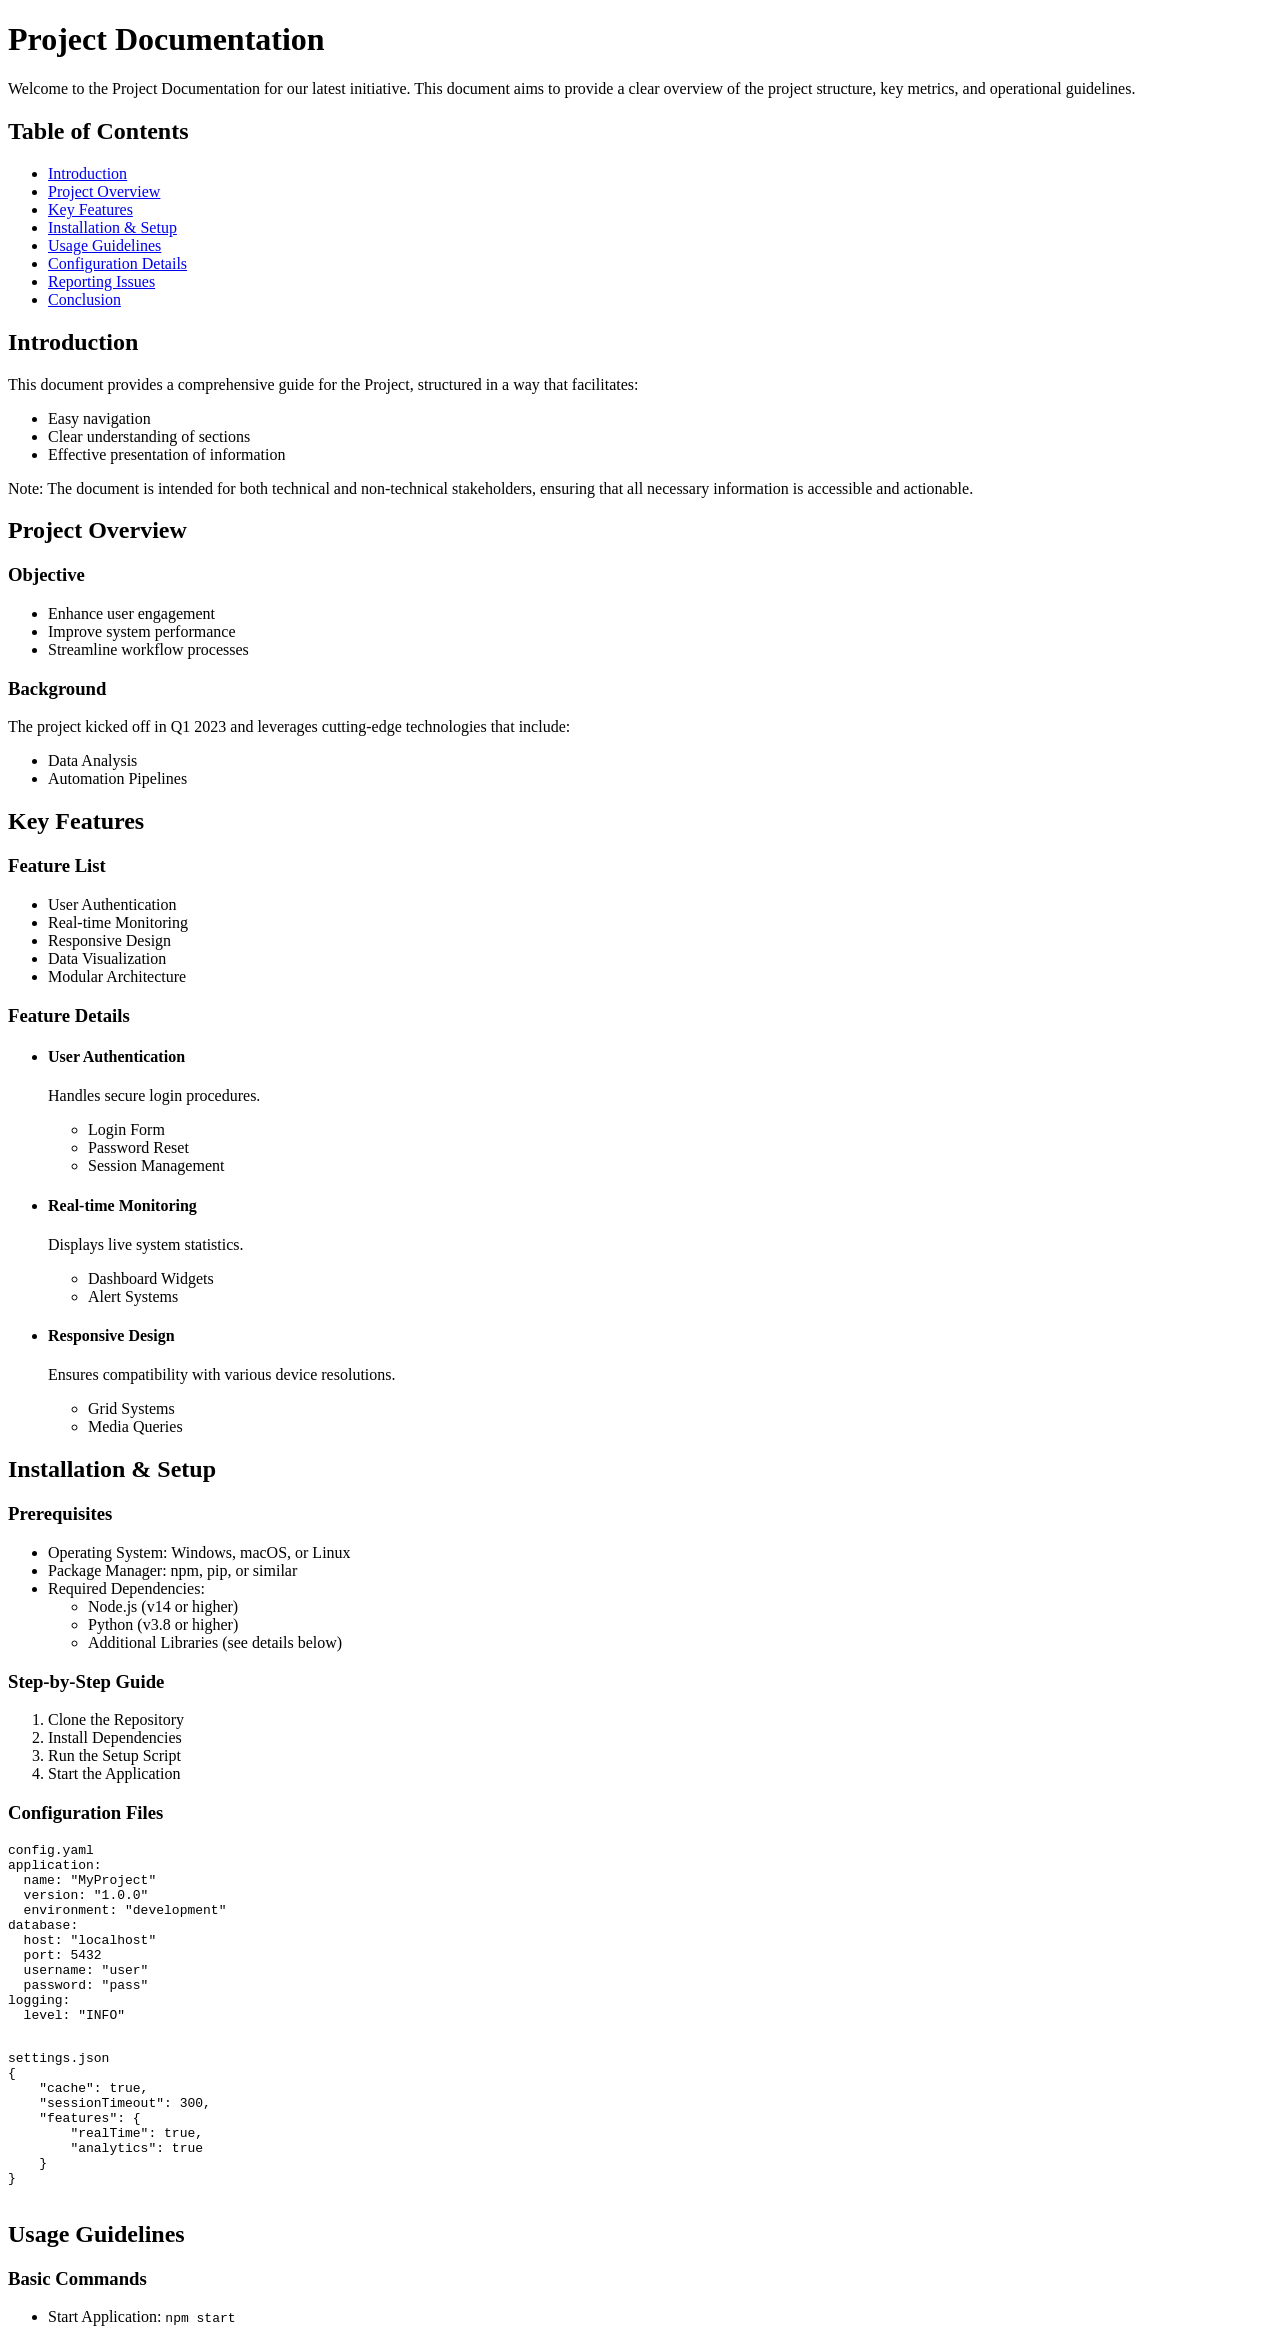 Project Documentation
Welcome to the Project Documentation for our latest initiative. This document aims to provide a clear overview of the project structure, key metrics, and operational guidelines.
Table of Contents
Introduction
Project Overview
Key Features
Installation & Setup
Usage Guidelines
Configuration Details
Reporting Issues
Conclusion
Introduction
This document provides a comprehensive guide for the Project, structured in a way that facilitates:
Easy navigation
Clear understanding of sections
Effective presentation of information
Note: The document is intended for both technical and non-technical stakeholders, ensuring that all necessary information is accessible and actionable.
Project Overview
Objective
Enhance user engagement
Improve system performance
Streamline workflow processes
Background
The project kicked off in Q1 2023 and leverages cutting-edge technologies that include:
Data Analysis
Automation Pipelines
Key Features
Feature List
User Authentication
Real-time Monitoring
Responsive Design
Data Visualization
Modular Architecture
Feature Details
User Authentication
Handles secure login procedures.
Login Form
Password Reset
Session Management
Real-time Monitoring
Displays live system statistics.
Dashboard Widgets
Alert Systems
Responsive Design
Ensures compatibility with various device resolutions.
Grid Systems
Media Queries
Installation & Setup
Prerequisites
Operating System: Windows, macOS, or Linux
Package Manager: npm, pip, or similar
Required Dependencies:
Node.js (v14 or higher)
Python (v3.8 or higher)
Additional Libraries (see details below)
Step-by-Step Guide
1. Clone the Repository
2. Install Dependencies
3. Run the Setup Script
4. Start the Application
Configuration Files
config.yaml
application:
  name: "MyProject"
  version: "1.0.0"
  environment: "development"
database:
  host: "localhost"
  port: 5432
  username: "user"
  password: "pass"
logging:
  level: "INFO"
settings.json
{
    "cache": true,
    "sessionTimeout": 300,
    "features": {
        "realTime": true,
        "analytics": true
    }
}
Usage Guidelines
Basic Commands
Start Application: npm start